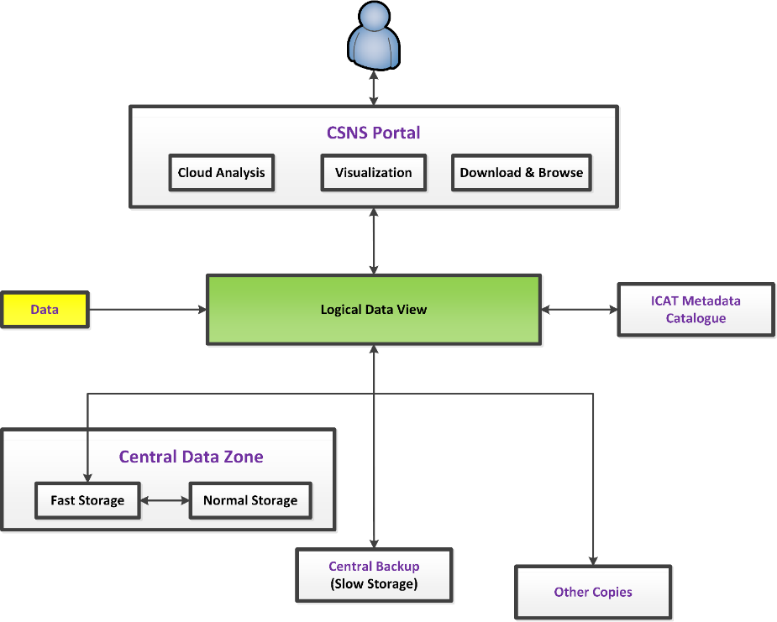 CSNS Portal
Cloud Analysis
Visualization
Download & Browse
Data
Logical Data View
ICAT Metadata
Catalogue
Central Data Zone
Fast Storage
Normal Storage
Central Backup
(Slow Storage)
Other Copies